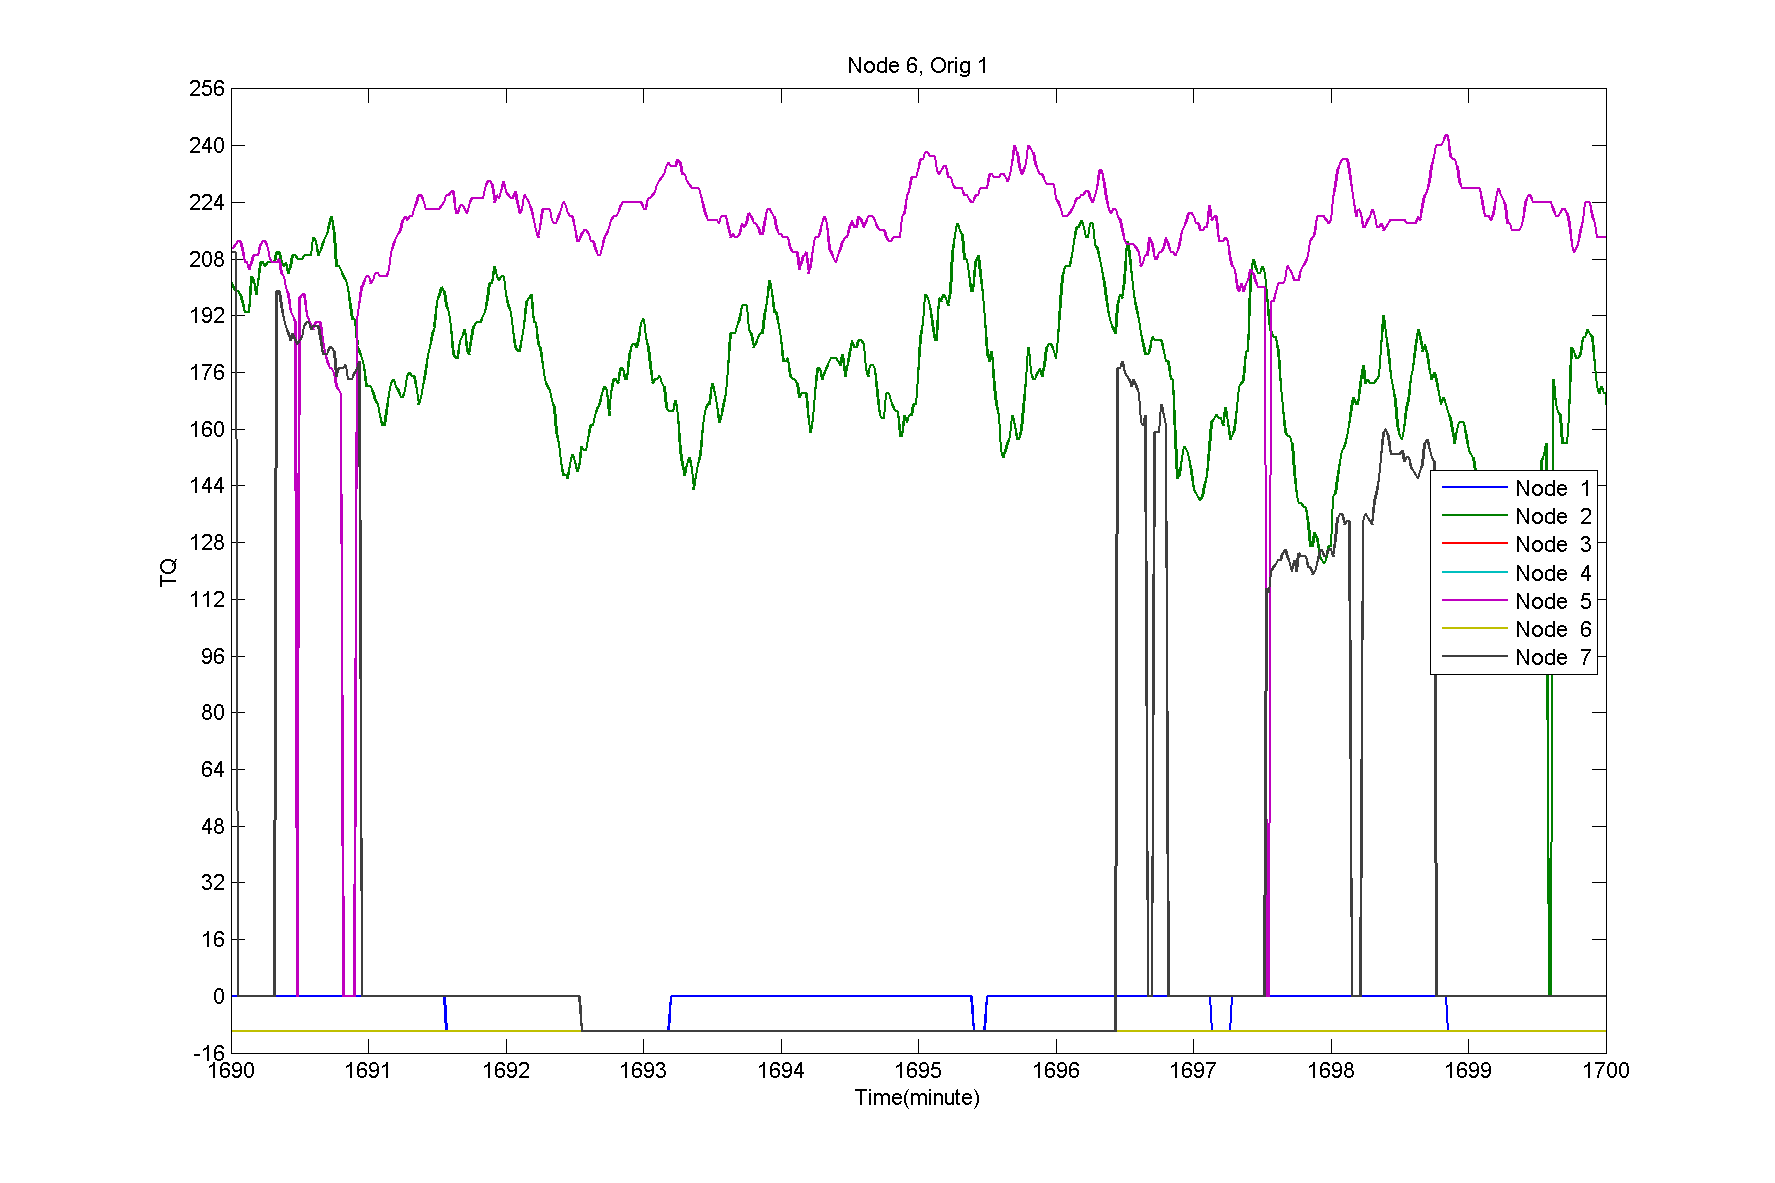 Node 6, Orig 1
256
240
224
208
192
176
160
144
128
112
96
80
64
48
32
16
0
-16
TQ
Node 1
Node 2
Node 3
Node 4
Node 5
Node 6
Node 7
1690 1691 1692 1693 1694 1695 1696 1697 1698 1699 1700
Time(minute)